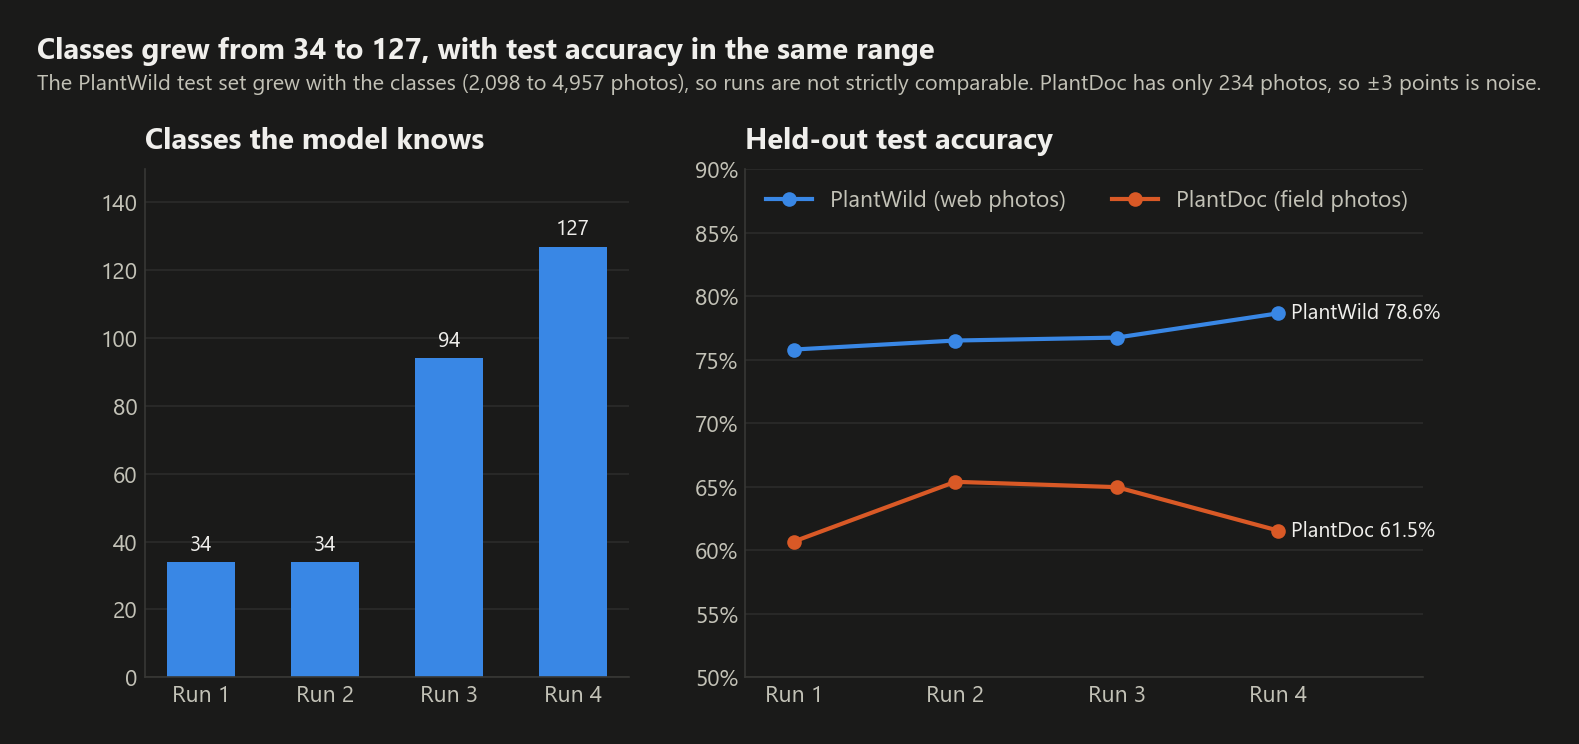 Classes grew from 34 to 127, with test accuracy in the same range
The PlantWild test set grew with the classes (2,098 to 4,957 photos), so runs are not strictly comparable. PlantDoc has only 234 photos, so ±3 points is noise.
Classes the model knows
140
120
100
80
60
40
20
0
34
34
94
127
Run 1
Run 2
Run 3
Run 4
Held-out test accuracy
90%
85%
80%
75%
70%
65%
60%
55%
50%
PlantWild (web photos)
PlantDoc (field photos)
PlantWild 78.6%
PlantDoc 61.5%
Run 1
Run 2
Run 3
Run 4